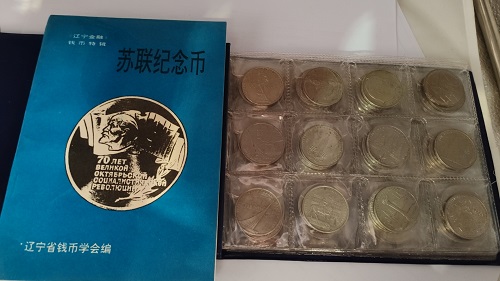 《辽宁金融》
钱币特辑
苏联纪念币
70 ЛЕТ
ВЕЛИКОЙ
ОКТЯБРЬСКОЙ
СОЦИАЛИСТИЧЕСКОЙ
РЕВОЛЮЦИИ
辽宁省钱币学会编